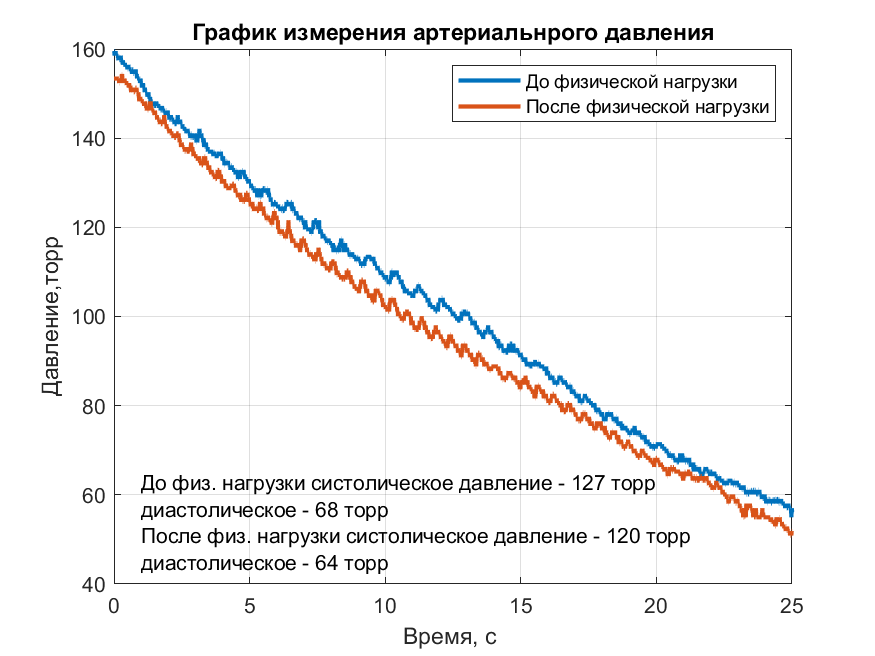 График измерения артериальнрого давления
160
140
120
100
80
60
40
Давление,торр
До физической нагрузки
После физической нагрузки
До физ. нагрузки систолическое давление - 127 торр
диастолическое - 68 торр
После физ. нагрузки систолическое давление - 120 торр
диастолическое - 64 торр
0 5 10 15 20 25
Время, с